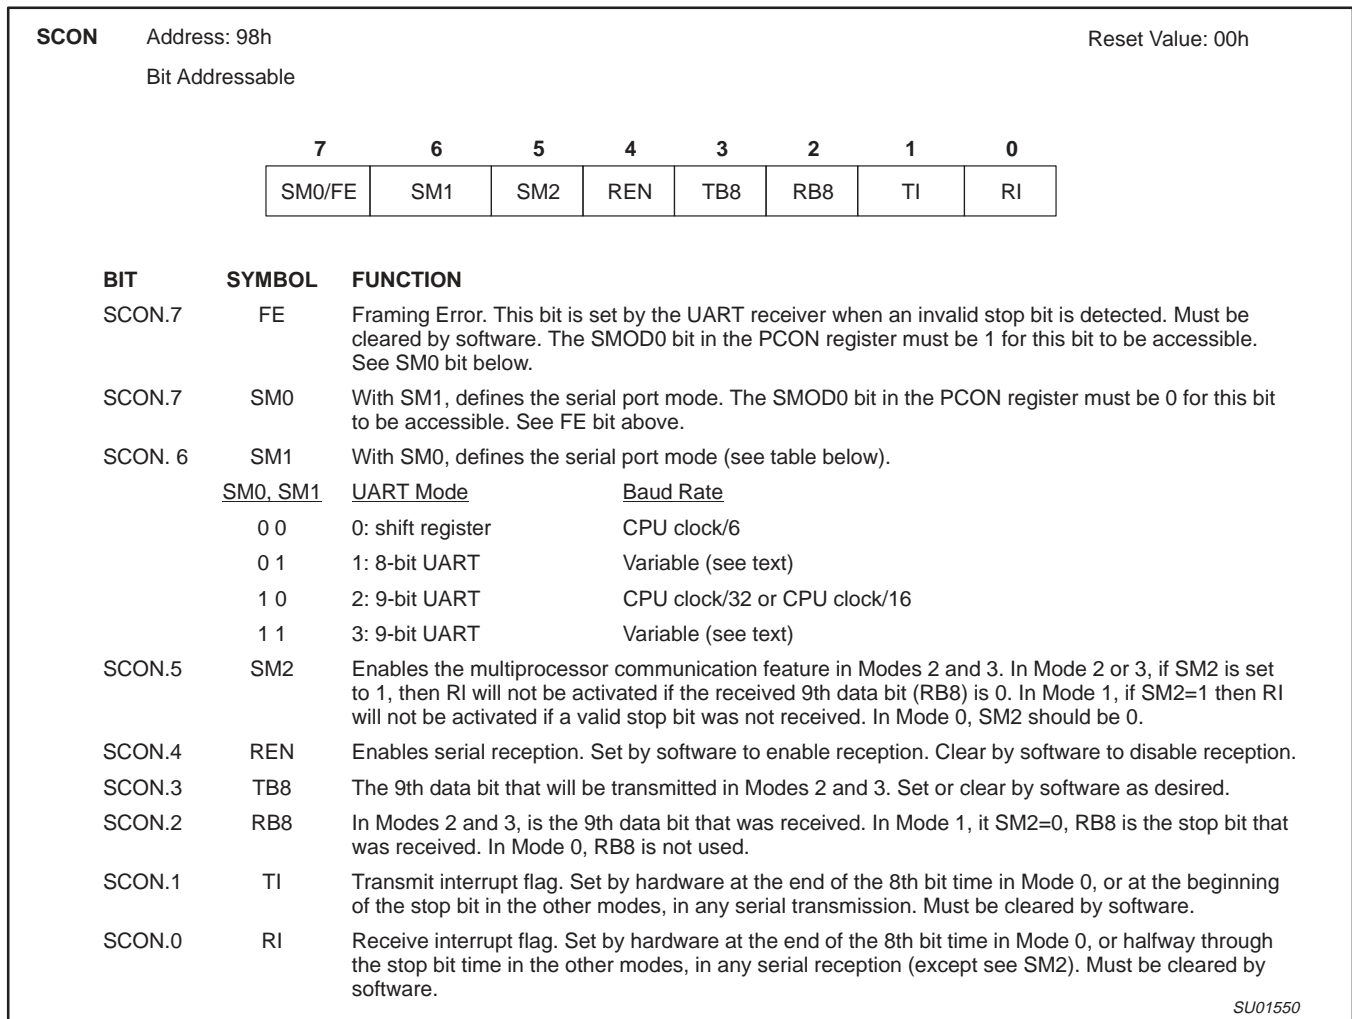 SCON Address: 98h Reset Value: 00h
Bit Addressable
7 6 5 4 3 2 1 0
SM0/FE SM1 SM2 REN TB8 RB8 TI RI
BIT SYMBOL FUNCTION
SCON.7 FE Framing Error. This bit is set by the UART receiver when an invalid stop bit is detected. Must be
cleared by software. The SMOD0 bit in the PCON register must be 1 for this bit to be accessible.
See SM0 bit below.
SCON.7 SM0 With SM1, defines the serial port mode. The SMOD0 bit in the PCON register must be 0 for this bit
to be accessible. See FE bit above.
SCON. 6 SM1 With SM0, defines the serial port mode (see table below).
SM0, SM1 UART Mode Baud Rate
0 0 0: shift register CPU clock/6
0 1 1: 8-bit UART Variable (see text)
1 0 2: 9-bit UART CPU clock/32 or CPU clock/16
1 1 3: 9-bit UART Variable (see text)
SCON.5 SM2 Enables the multiprocessor communication feature in Modes 2 and 3. In Mode 2 or 3, if SM2 is set
to 1, then RI will not be activated if the received 9th data bit (RB8) is 0. In Mode 1, if SM2=1 then RI
will not be activated if a valid stop bit was not received. In Mode 0, SM2 should be 0.
SCON.4 REN Enables serial reception. Set by software to enable reception. Clear by software to disable reception.
SCON.3 TB8 The 9th data bit that will be transmitted in Modes 2 and 3. Set or clear by software as desired.
SCON.2 RB8 In Modes 2 and 3, is the 9th data bit that was received. In Mode 1, it SM2=0, RB8 is the stop bit that
was received. In Mode 0, RB8 is not used.
SCON.1 TI Transmit interrupt flag. Set by hardware at the end of the 8th bit time in Mode 0, or at the beginning
of the stop bit in the other modes, in any serial transmission. Must be cleared by software.
SCON.0 RI Receive interrupt flag. Set by hardware at the end of the 8th bit time in Mode 0, or halfway through
the stop bit time in the other modes, in any serial reception (except see SM2). Must be cleared by
software.
SU01550